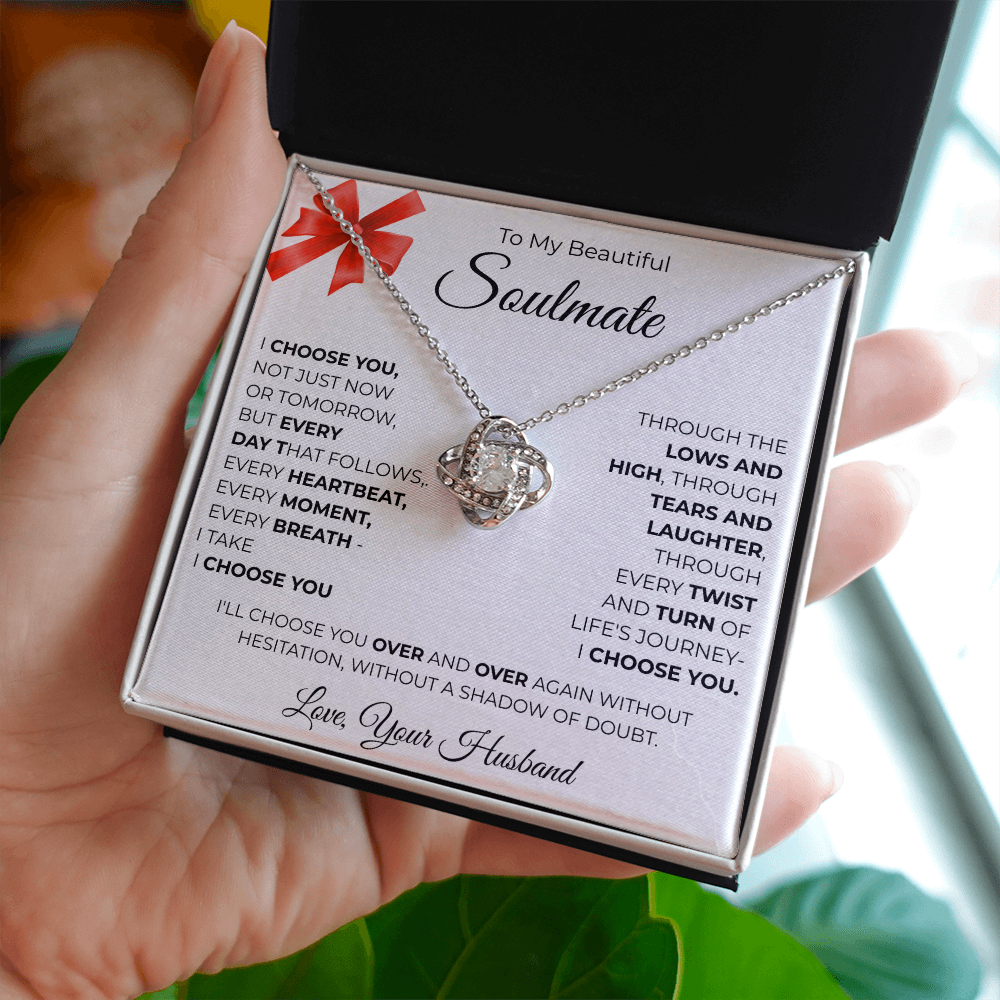 To My Beautiful
Soulmate
I CHOOSE YOU,
NOT JUST NOW
OR TOMORROW,
BUT EVERY
DAY THAT FOLLOWS,.
EVERY HEARTBEAT,
EVERY MOMENT,
EVERY BREATH -
I TAKE
I CHOOSE YOU
THROUGH THE
LOWS AND
HIGH, THROUGH
TEARS AND
LAUGHTER,
THROUGH
EVERY TWIST
AND TURN OF
LIFE'S JOURNEY-
I CHOOSE YOU.
I'LL CHOOSE YOU OVER AND OVER AGAIN WITHOUT
HESITATION, WITHOUT A SHADOW OF DOUBT.
Love, Your Husband